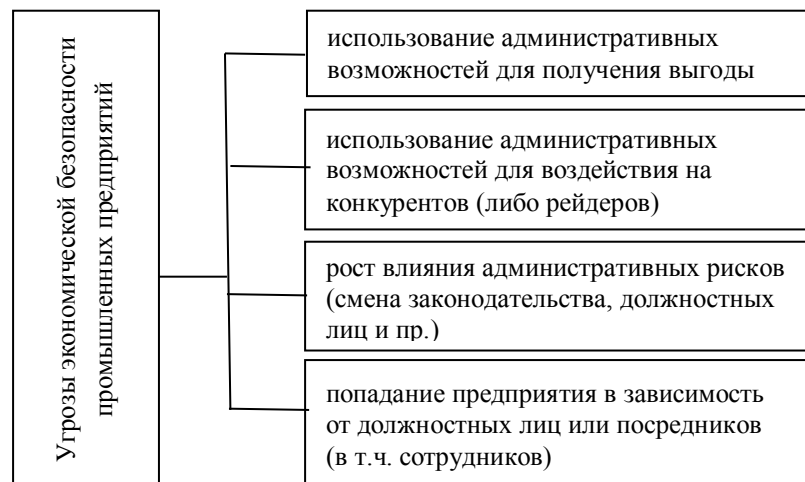 Угрозы экономической безопасности
промышленных предприятий
использование административных
возможностей для получения выгоды
использование административных
возможностей для воздействия на
конкурентов (либо рейдеров)
рост влияния административных рисков
(смена законодательства, должностных
лиц и пр.)
попадание предприятия в зависимость
от должностных лиц или посредников
(в т.ч. сотрудников)